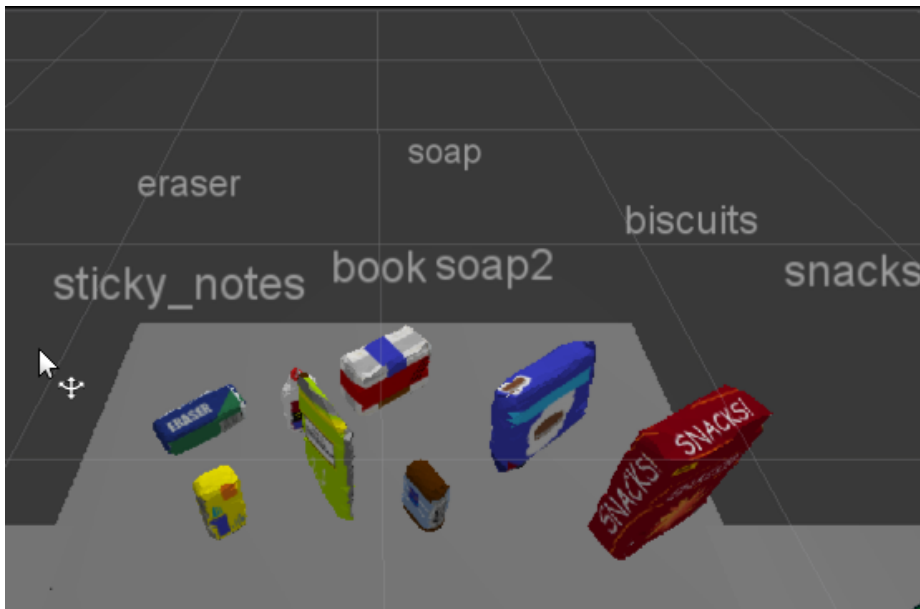 soap
eraser
biscuits
book
soap2
snacks
sticky_notes
ERASER
SNACKS!
SNACKS!